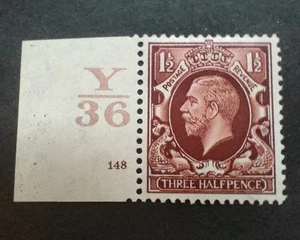 Y
36
148
1½ 1½
POSTAGE REVENUE
THREE HALFPENCE